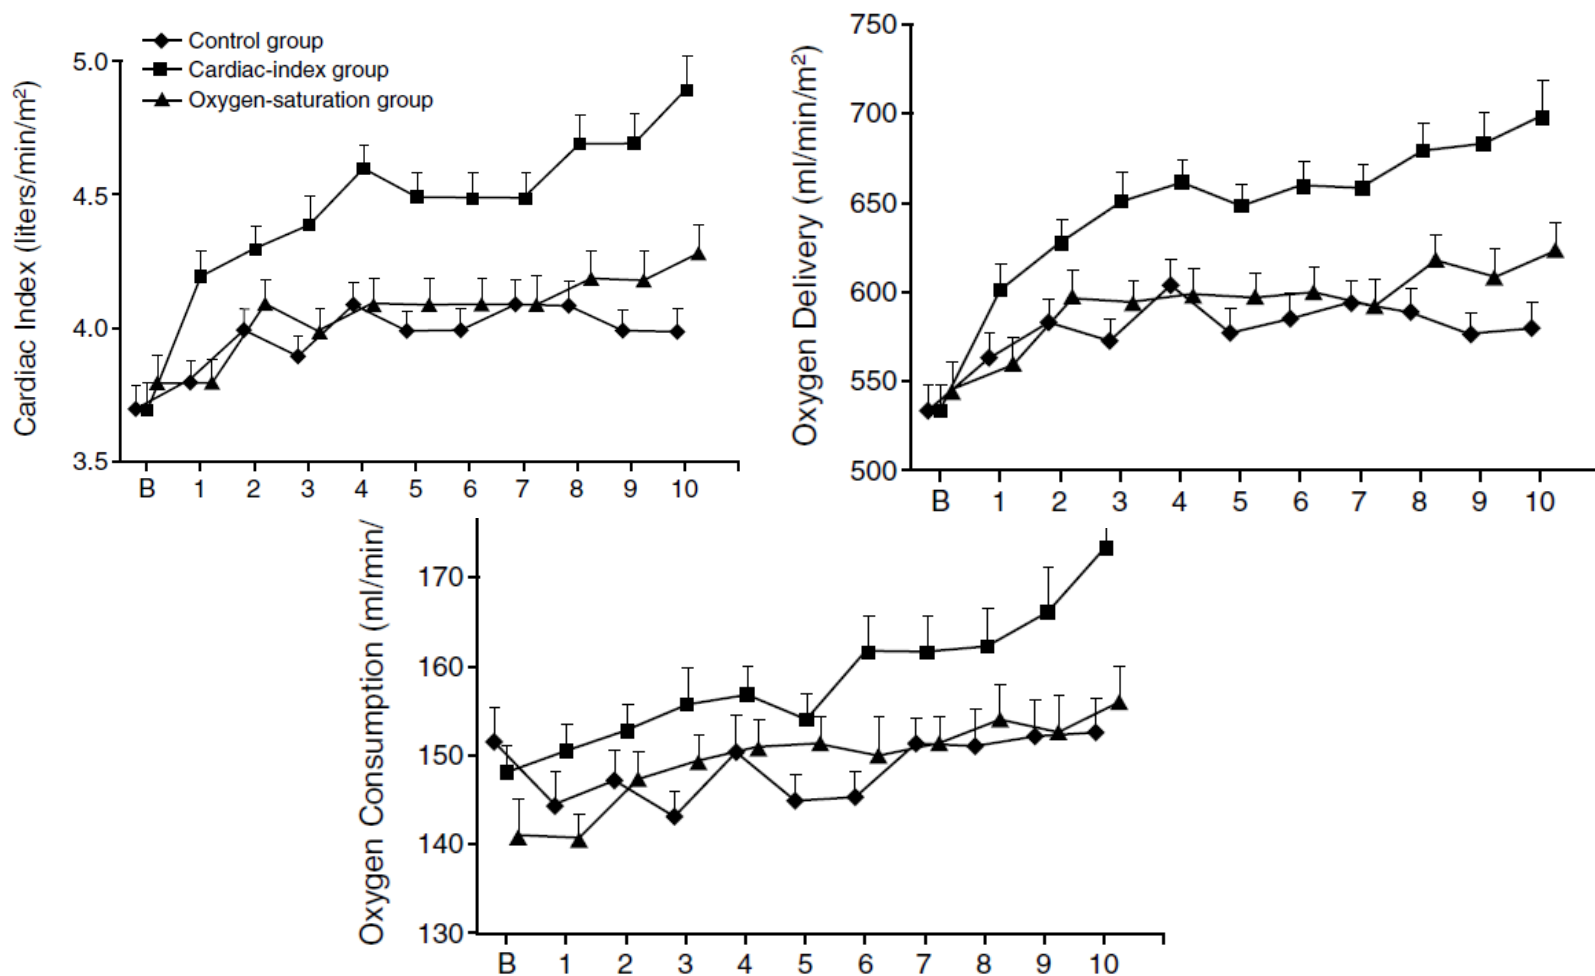 Control group
Cardiac-index group
Oxygen-saturation group
Cardiac Index (liters/min/m²)
5.0
4.5
4.0
3.5
B 1 2 3 4 5 6 7 8 9 10
Oxygen Delivery (ml/min/m²)
750
700
650
600
550
500
B 1 2 3 4 5 6 7 8 9 10
Oxygen Consumption (ml/min/
170
160
150
140
130
B 1 2 3 4 5 6 7 8 9 10